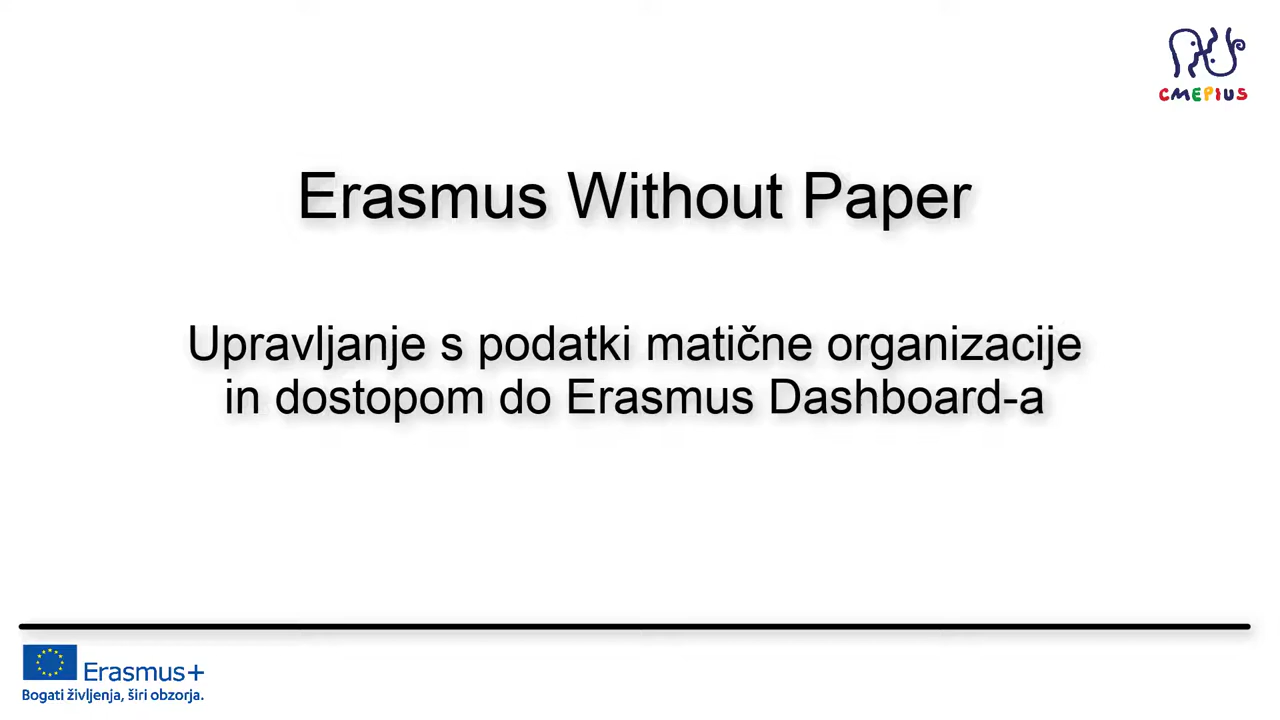 CMEPIUS
Erasmus Without Paper
Upravljanje s podatki matične organizacije
in dostopom do Erasmus Dashboard-a
Erasmus+
Bogati življenja, širi obzorja.